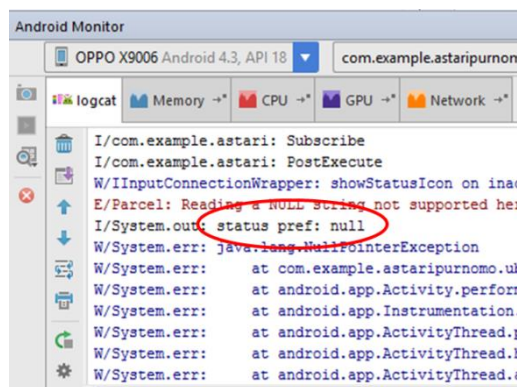 Android Monitor
OPPO X9006 Android 4.3, API 18 com.example.astaripurnom
logcat Memory →* CPU →* GPU →* Network →*
I/com.example.astari: Subscribe
I/com.example.astari: PostExecute
W/IInputConnectionWrapper: showStatusIcon on inac
E/Parcel: Reading a NULL string not supported her
I/System.out: status pref: null
W/System.err: java.lang.NullPointerException
W/System.err: at com.example.astaripurnomo.uk
W/System.err: at android.app.Activity.perform
W/System.err: at android.app.Instrumentation.
W/System.err: at android.app.ActivityThread.p
W/System.err: at android.app.ActivityThread.h
W/System.err: at android.app.ActivityThread.a